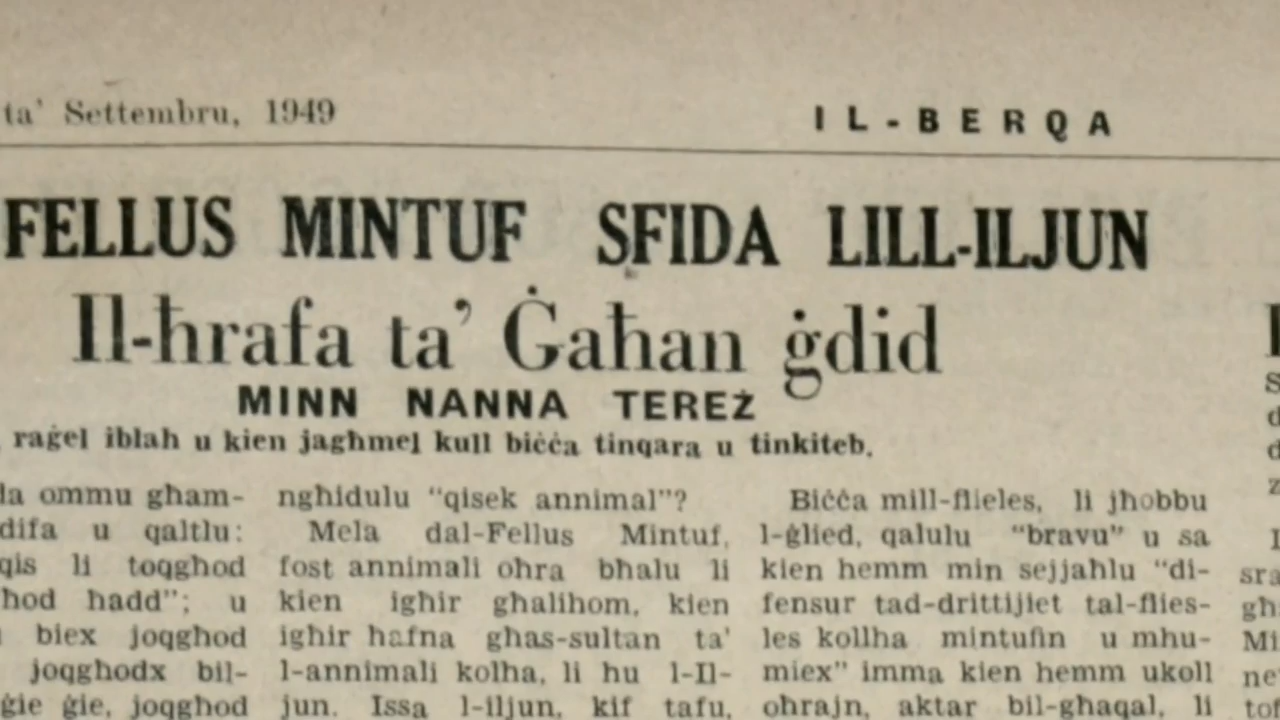 ta' Settembru, 1949
IL-BERQA
FELLUS MINTUF SFIDA LILL-ILJUN
Il-ħrafa ta' Ġaħan ġdid
MINN NANNA TEREŻ
raġel iblah u kien jagħmel kull biċċa tinqara u tinkiteb.
ommu għam-
difa u qaltlu:
li toqgħod
ħadd"; u
biex joqgħod
joqgħodx bil-
ġie ġie, joqgħod
ngħidulu "qisek annimal"?
Mela dal-Fellus Mintuf,
fost annimali oħra bħalu li
kien igħir għalihom, kien
igħir ħafna għas-sultan ta'
l-annimali kolha, li hu l-Il-
jun. Issa l-iljun, kif tafu,
Biċċa mill-flieles, li jħobbu
l-ġlied, qalulu "bravu" u sa
kien hemm min sejjaħlu "di-
fensur tad-drittijiet tal-flies-
les kollha mintufin u mhu-
miex" imma kien hemm ukoll
oħrajn, aktar bil-għaqal, li